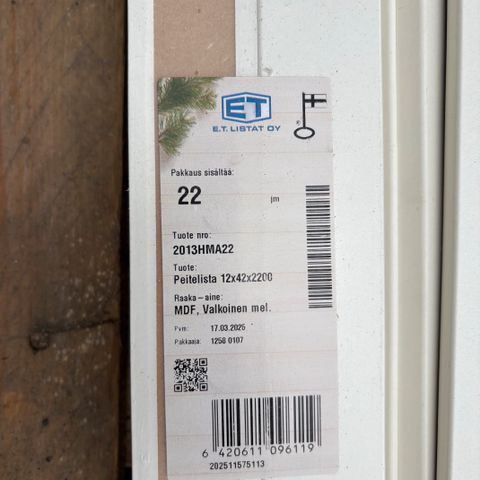 ET
E.T. LISTAT OY
Pakkaus sisältää:
22 jm
Tuote nro:
2013HMA22
Tuote:
Peitelista 12x42x2200
Raaka-aine:
MDF, Valkoinen mel.
Pvm: 17.03.2025
Pakkaaja: 1258 0107
6 420611 096119
202511575113